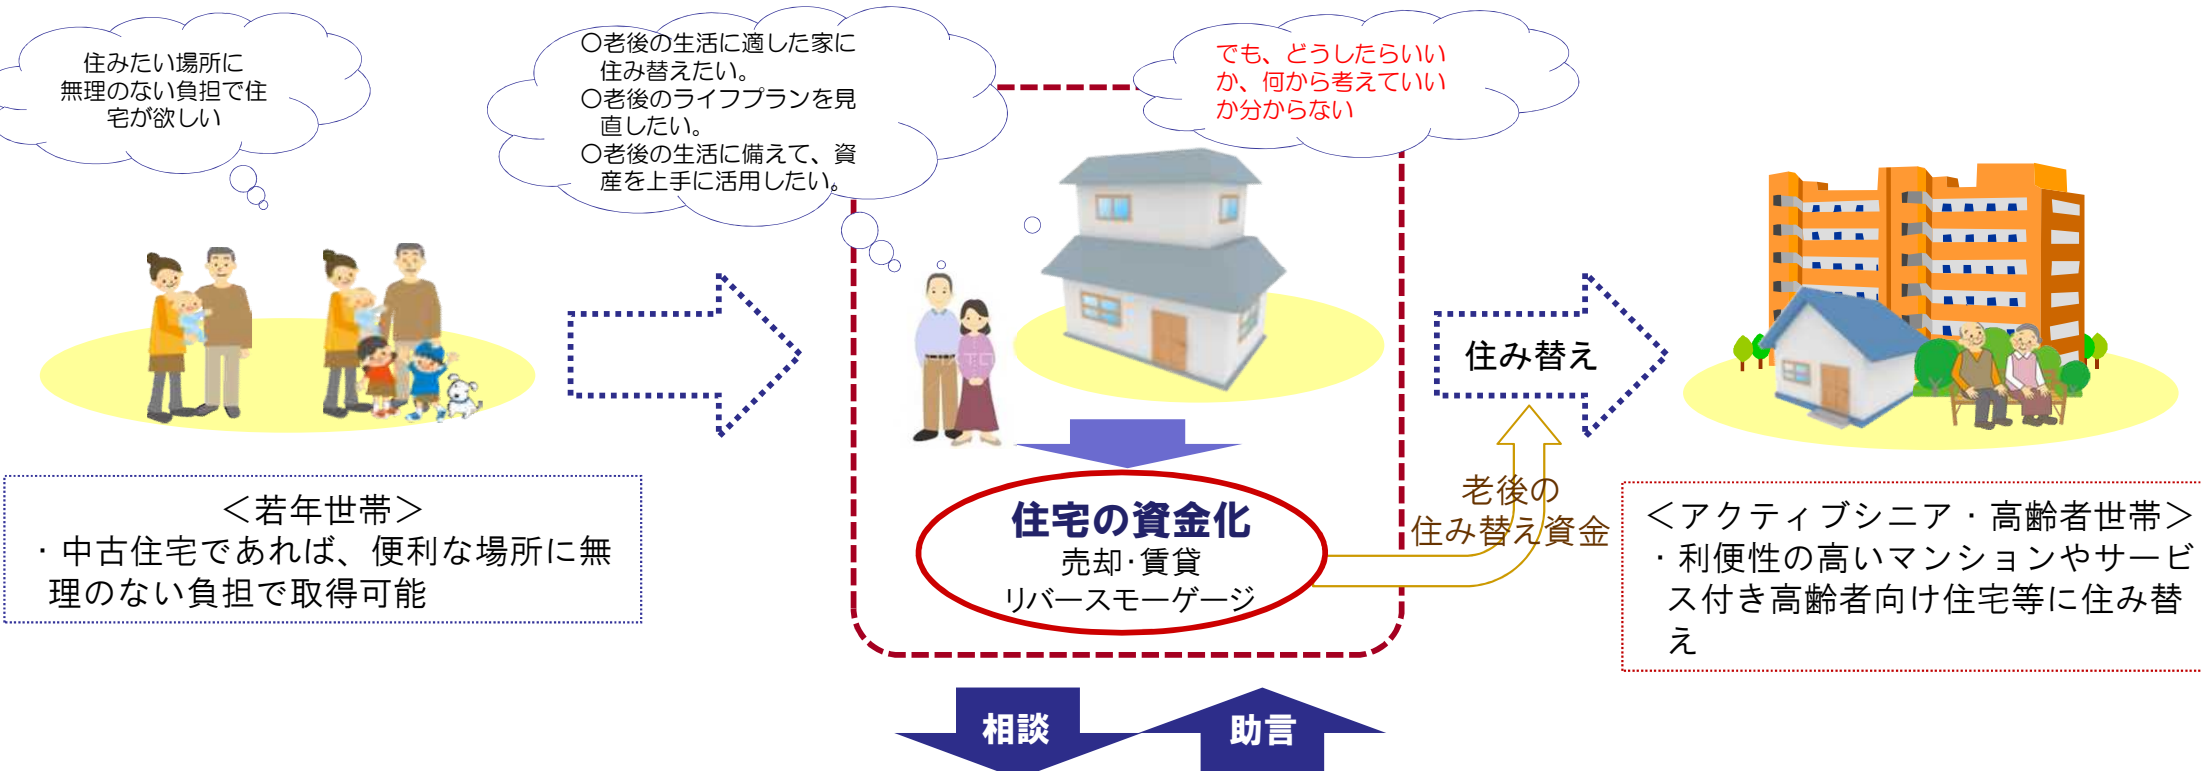 住みたい場所に
無理のない負担で住
宅が欲しい
〇老後の生活に適した家に
住み替えたい。
〇老後のライフプランを見
直したい。
〇老後の生活に備えて、資
産を上手に活用したい。
でも、どうしたらいい
か、何から考えていい
か分からない
住み替え
＜若年世帯＞
・中古住宅であれば、便利な場所に無
理のない負担で取得可能
住宅の資金化
売却・賃貸
リバースモーゲージ
老後の
住み替え資金
＜アクティブシニア・高齢者世帯＞
・利便性の高いマンションやサービ
ス付き高齢者向け住宅等に住み替
え
相談
助言